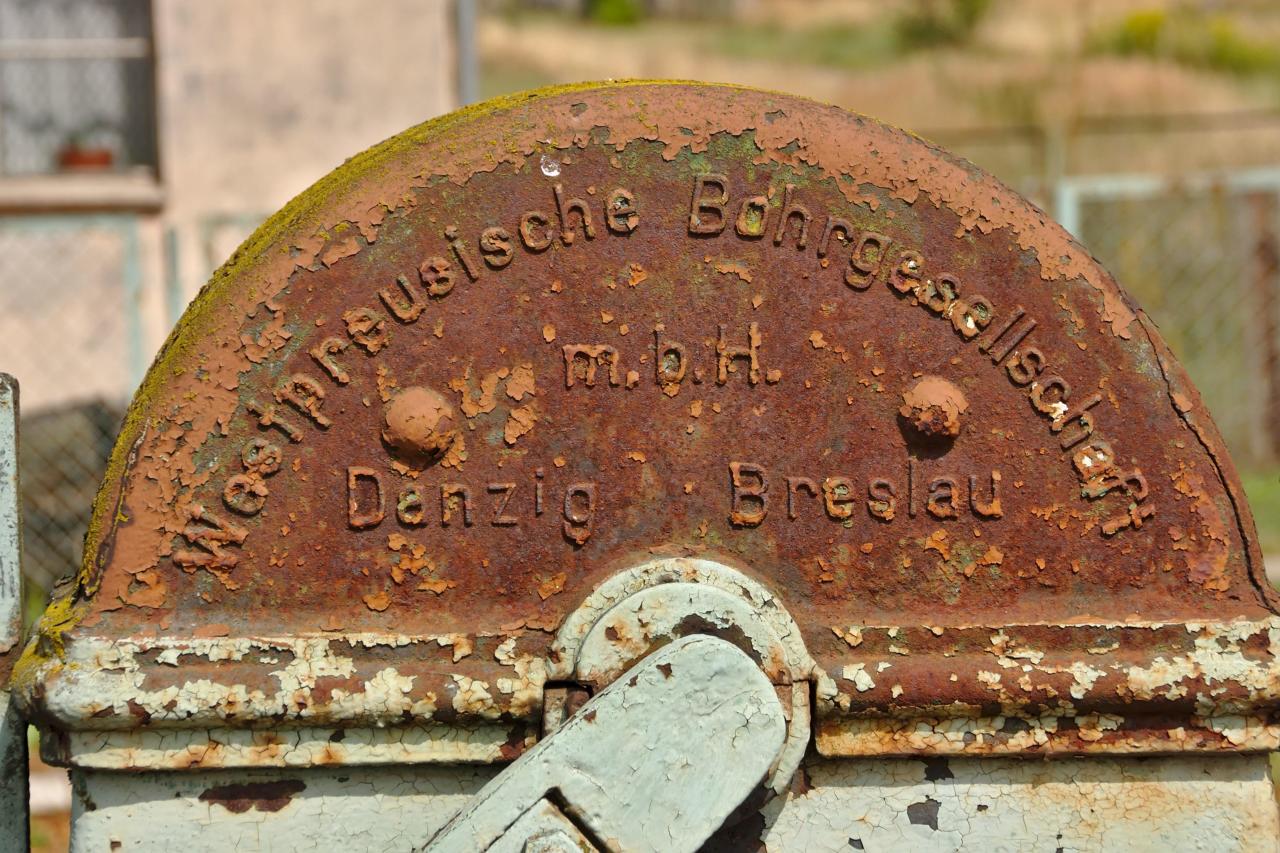 Westpreusische Bohrgesellschaft
m.b.H.
Danzig Breslau